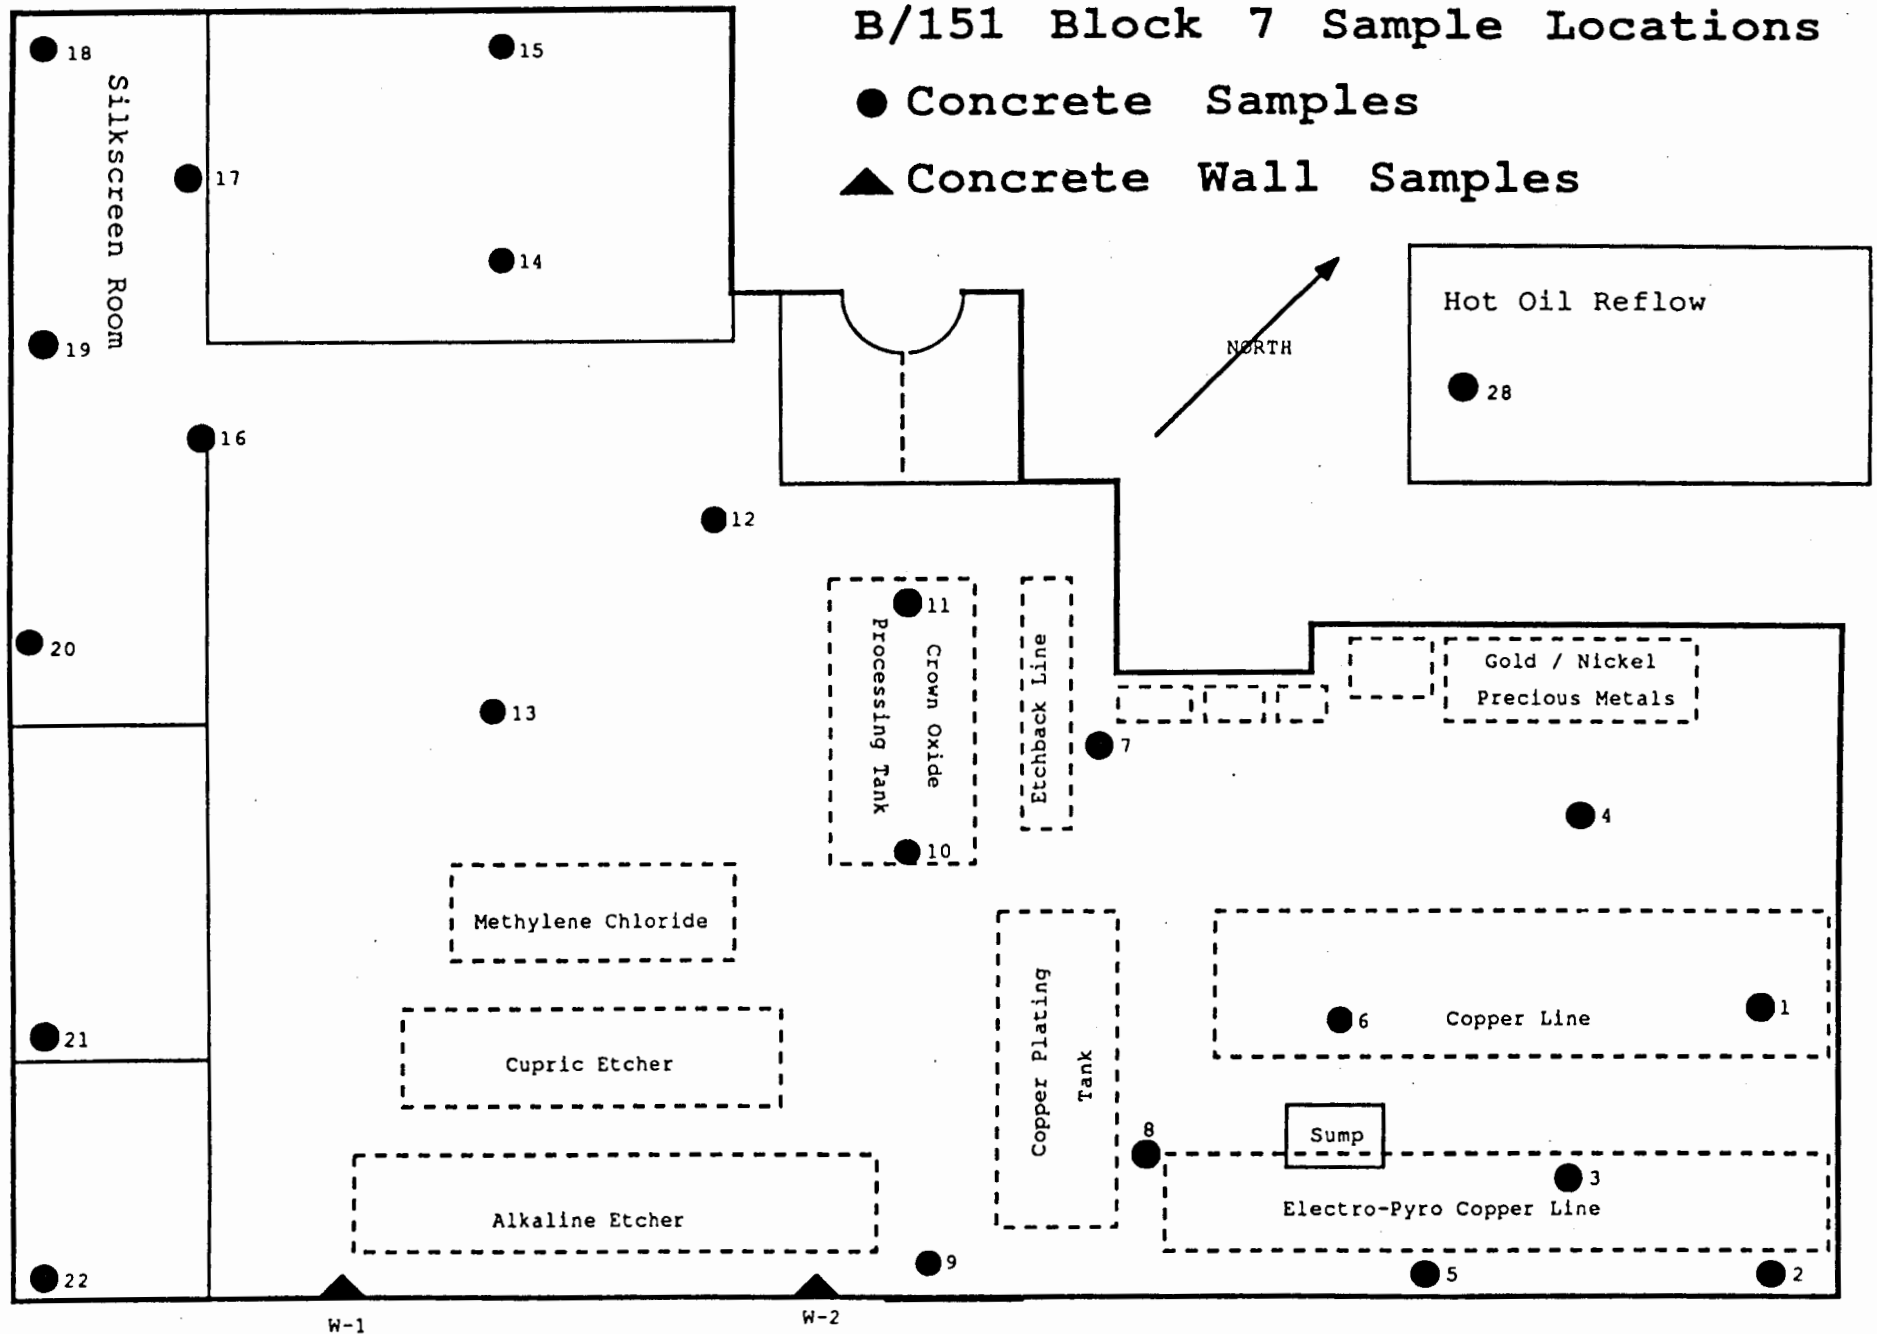 B/151 Block 7 Sample Locations
Concrete Samples
Concrete Wall Samples
18
15
Silkscreen Room
17
14
19
NORTH
Hot Oil Reflow
28
16
12
11
Crown Oxide
Processing Tank
Etchback Line
Gold / Nickel
Precious Metals
20
13
7
4
10
Methylene Chloride
Copper Plating
Tank
1
6
Copper Line
21
Cupric Etcher
8
Sump
3
Electro-Pyro Copper Line
Alkaline Etcher
9
22
5
2
W-1
W-2